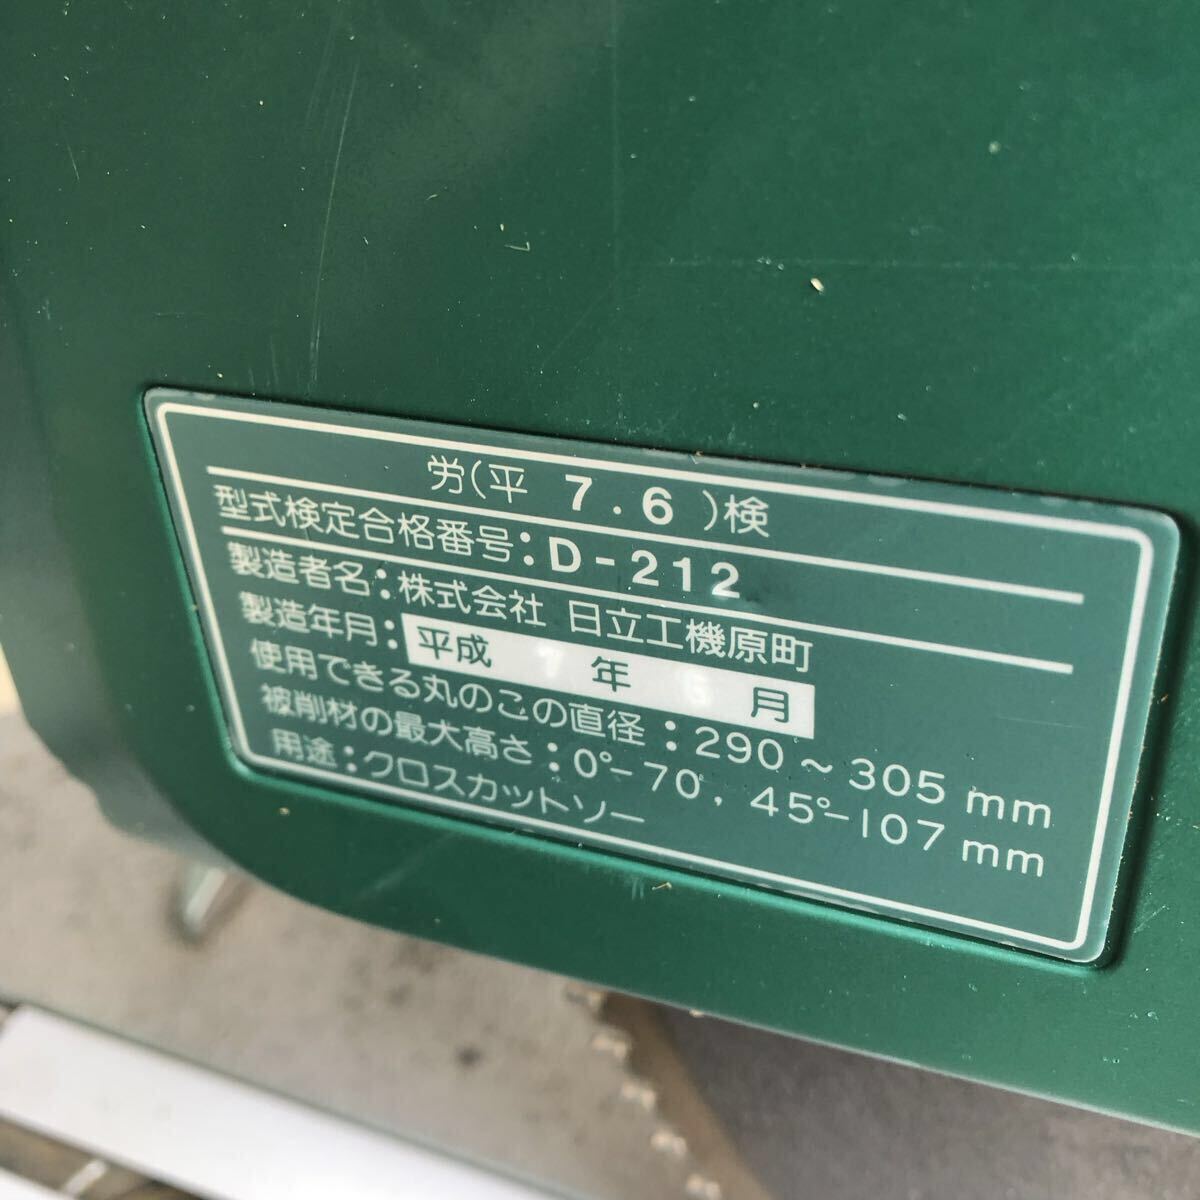 労(平 7.6)検
型式検定合格番号:D-212
製造者名:株式会社 日立工機原町
製造年月:平成 年 月
使用できる丸のこの直径:290~305mm
被削材の最大高さ:0°-70, 45°-107mm
用途:クロスカットソー